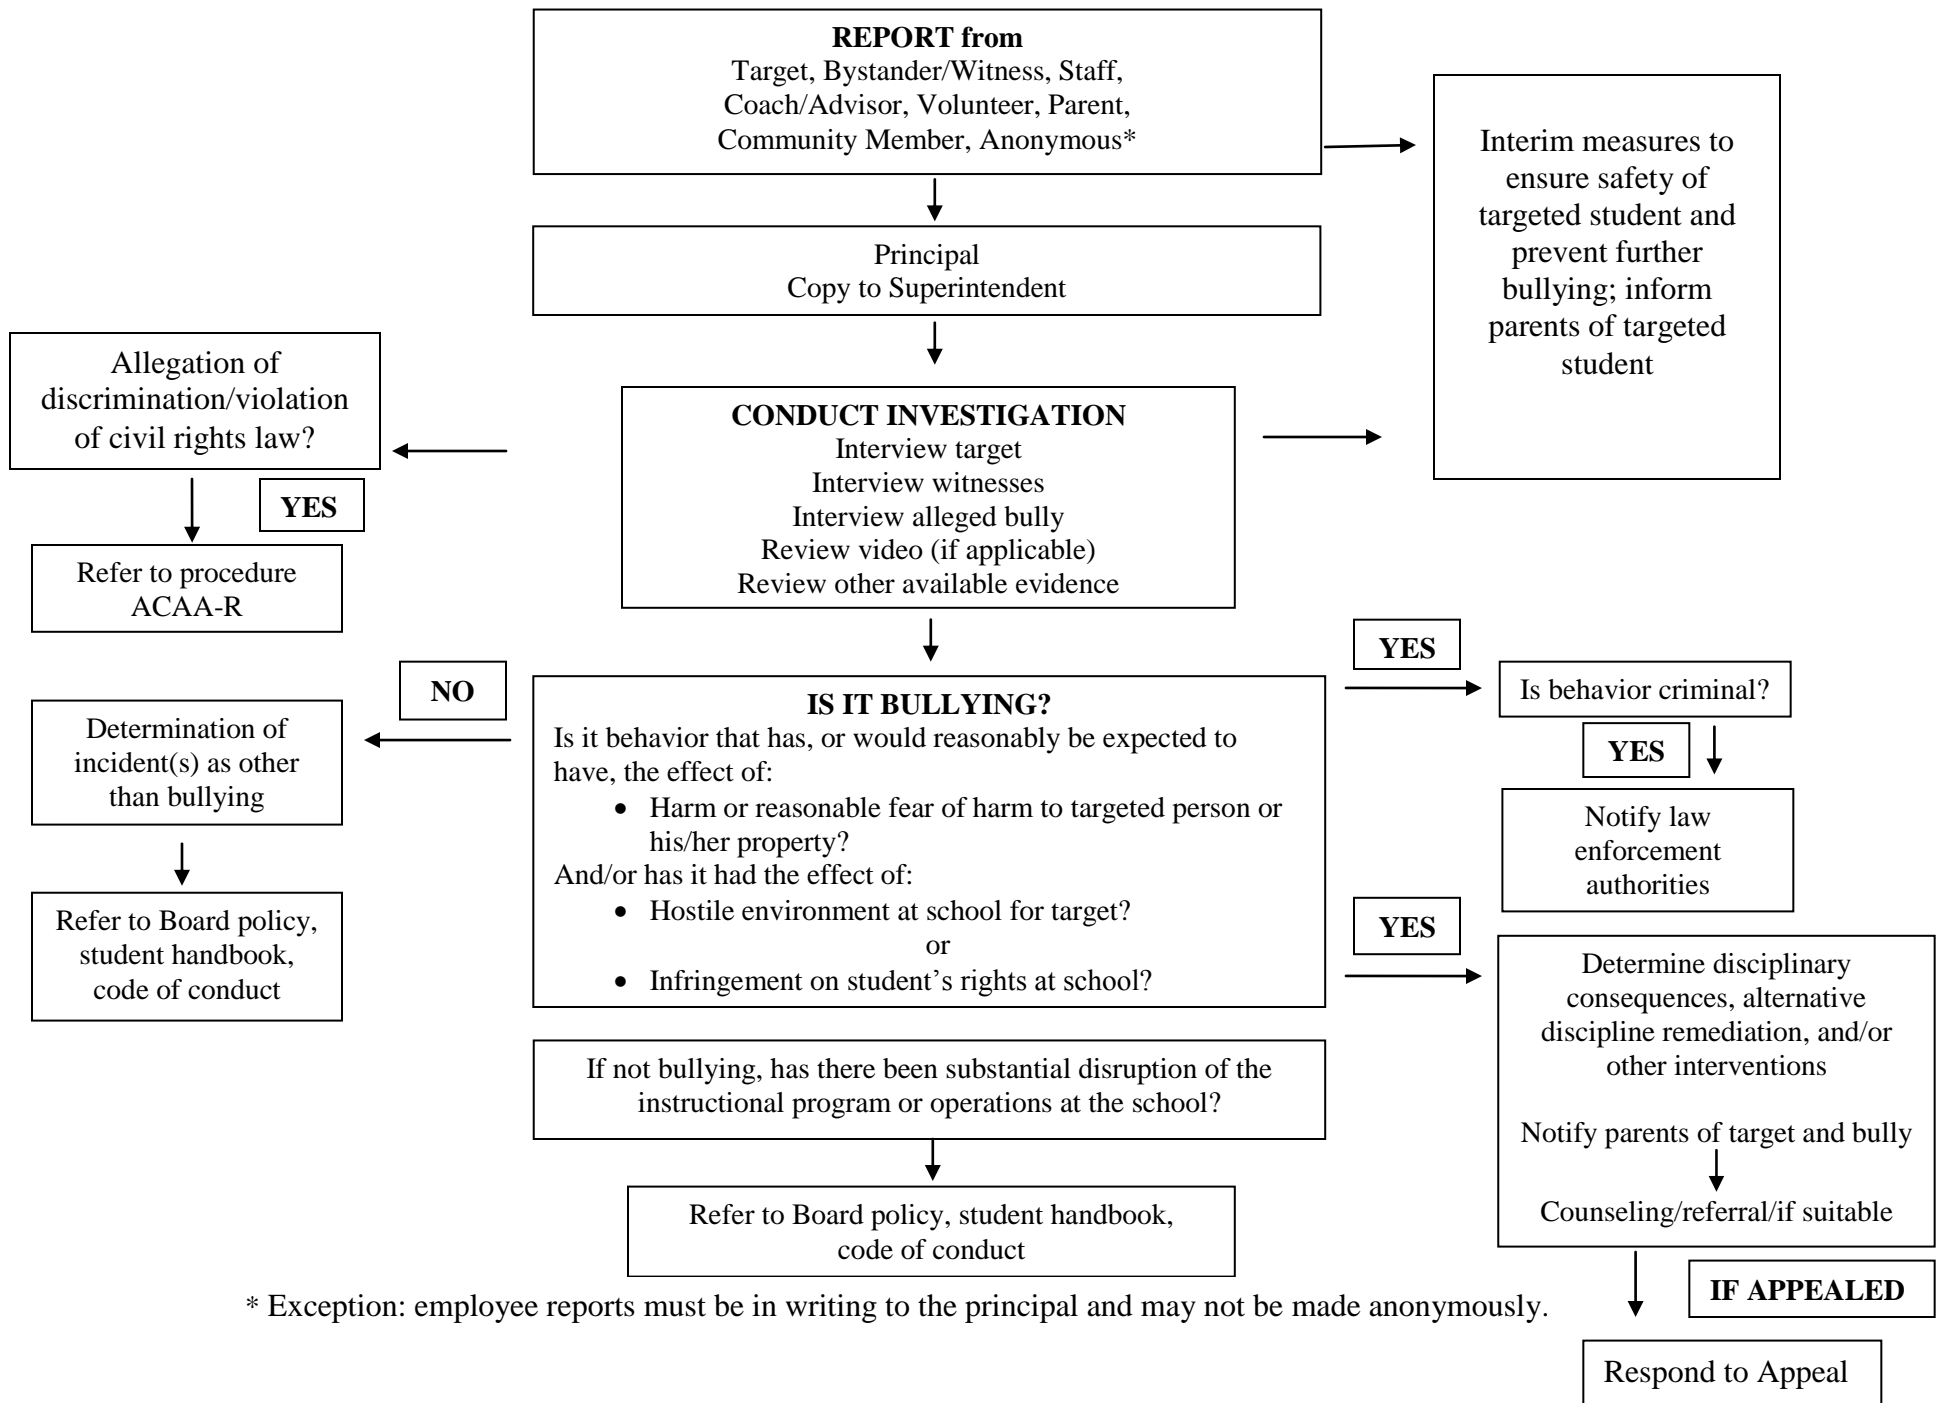 REPORT from
Target, Bystander/Witness, Staff,
Coach/Advisor, Volunteer, Parent,
Community Member, Anonymous*
Interim measures to
ensure safety of
targeted student and
prevent further
bullying; inform
parents of targeted
student
Principal
Copy to Superintendent
Allegation of
discrimination/violation
of civil rights law?
YES
Refer to procedure
ACAA-R
CONDUCT INVESTIGATION
Interview target
Interview witnesses
Interview alleged bully
Review video (if applicable)
Review other available evidence
NO
Determination of
incident(s) as other
than bullying
Refer to Board policy,
student handbook,
code of conduct
IS IT BULLYING?
Is it behavior that has, or would reasonably be expected to
have, the effect of:
• Harm or reasonable fear of harm to targeted person or
his/her property?
And/or has it had the effect of:
• Hostile environment at school for target?
or
• Infringement on student’s rights at school?
YES
Is behavior criminal?
YES
Notify law
enforcement
authorities
YES
Determine disciplinary
consequences, alternative
discipline remediation, and/or
other interventions
Notify parents of target and bully
Counseling/referral/if suitable
If not bullying, has there been substantial disruption of the
instructional program or operations at the school?
Refer to Board policy, student handbook,
code of conduct
IF APPEALED
* Exception: employee reports must be in writing to the principal and may not be made anonymously.
Respond to Appeal